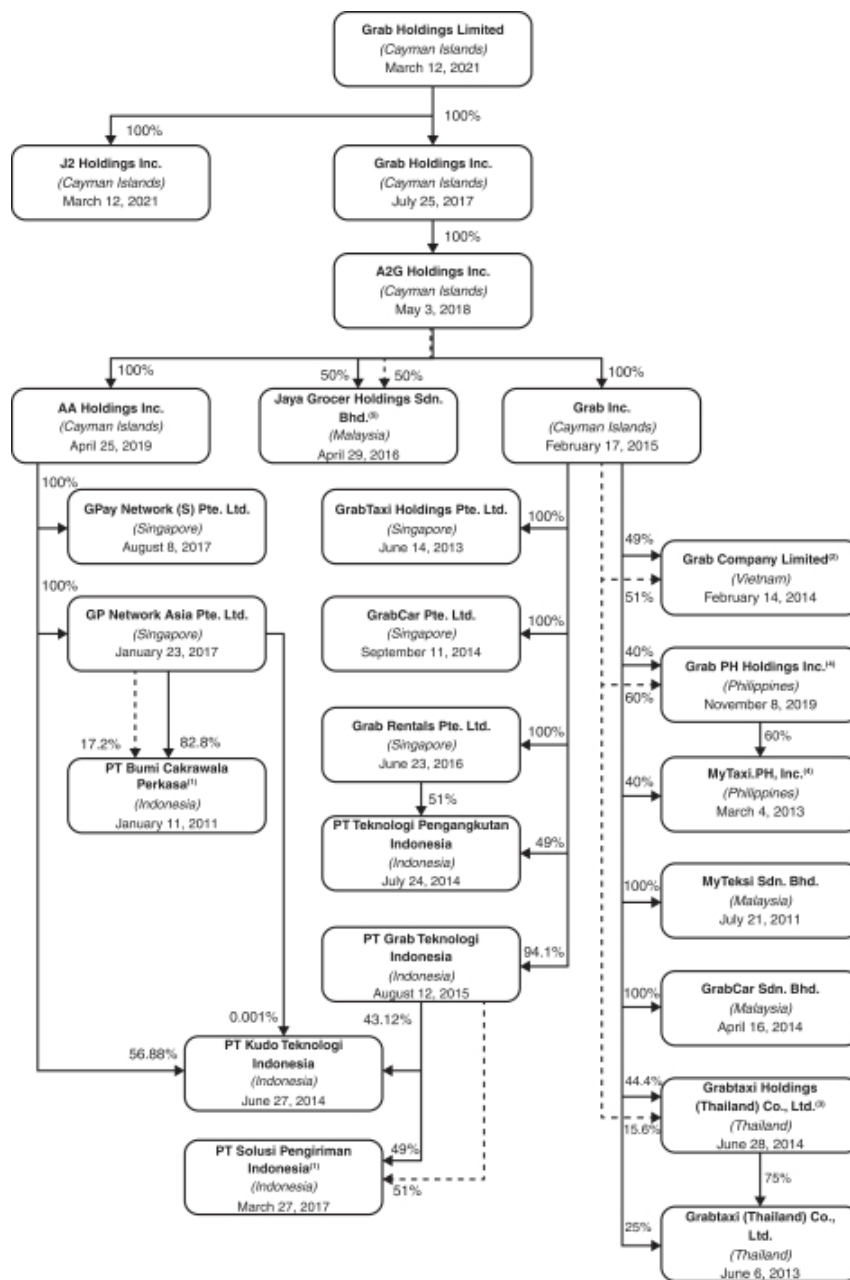 Grab Holdings Limited
(Cayman Islands)
March 12, 2021
100%
100%
J2 Holdings Inc.
(Cayman Islands)
March 12, 2021
Grab Holdings Inc.
(Cayman Islands)
July 25, 2017
100%
A2G Holdings Inc.
(Cayman Islands)
May 3, 2018
100%
50%
50%
100%
AA Holdings Inc.
(Cayman Islands)
April 25, 2019
Jaya Grocer Holdings Sdn.
Bhd.(5)
(Malaysia)
April 29, 2016
Grab Inc.
(Cayman Islands)
February 17, 2015
100%
GPay Network (S) Pte. Ltd.
(Singapore)
August 8, 2017
GrabTaxi Holdings Pte. Ltd.
(Singapore)
June 14, 2013
100%
49%
Grab Company Limited(2)
(Vietnam)
February 14, 2014
51%
100%
GP Network Asia Pte. Ltd.
(Singapore)
January 23, 2017
GrabCar Pte. Ltd.
(Singapore)
September 11, 2014
100%
40%
Grab PH Holdings Inc.(4)
(Philippines)
November 8, 2019
60%
60%
17.2%
82.8%
PT Bumi Cakrawala
Perkasa(1)
(Indonesia)
January 11, 2011
Grab Rentals Pte. Ltd.
(Singapore)
June 23, 2016
100%
51%
40%
MyTaxi.PH, Inc.(4)
(Philippines)
March 4, 2013
PT Teknologi Pengangkutan
Indonesia
(Indonesia)
July 24, 2014
49%
100%
MyTeksi Sdn. Bhd.
(Malaysia)
July 21, 2011
PT Grab Teknologi
Indonesia
(Indonesia)
August 12, 2015
94.1%
100%
GrabCar Sdn. Bhd.
(Malaysia)
April 16, 2014
0.001%
43.12%
56.88%
PT Kudo Teknologi
Indonesia
(Indonesia)
June 27, 2014
44.4%
15.6%
Grabtaxi Holdings
(Thailand) Co., Ltd.(3)
(Thailand)
June 28, 2014
75%
49%
51%
PT Solusi Pengiriman
Indonesia(1)
(Indonesia)
March 27, 2017
25%
Grabtaxi (Thailand) Co.,
Ltd.
(Thailand)
June 6, 2013